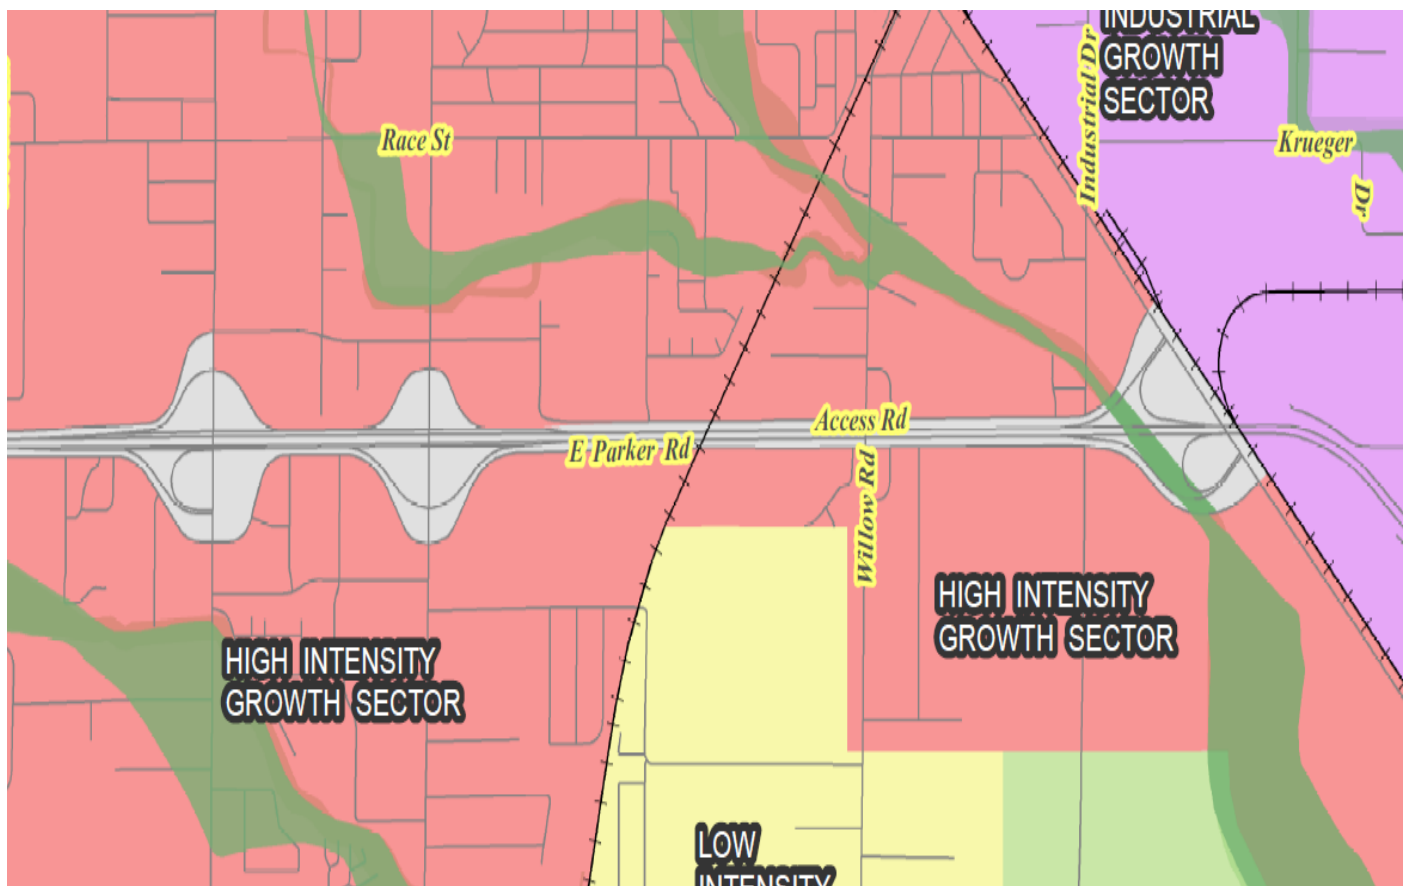 INDUSTRIAL
GROWTH
SECTOR
Industrial Dr
Race St
Krueger
Dr
Access Rd
E Parker Rd
Willow Rd
HIGH INTENSITY
GROWTH SECTOR
HIGH INTENSITY
GROWTH SECTOR
LOW
INTENSITY